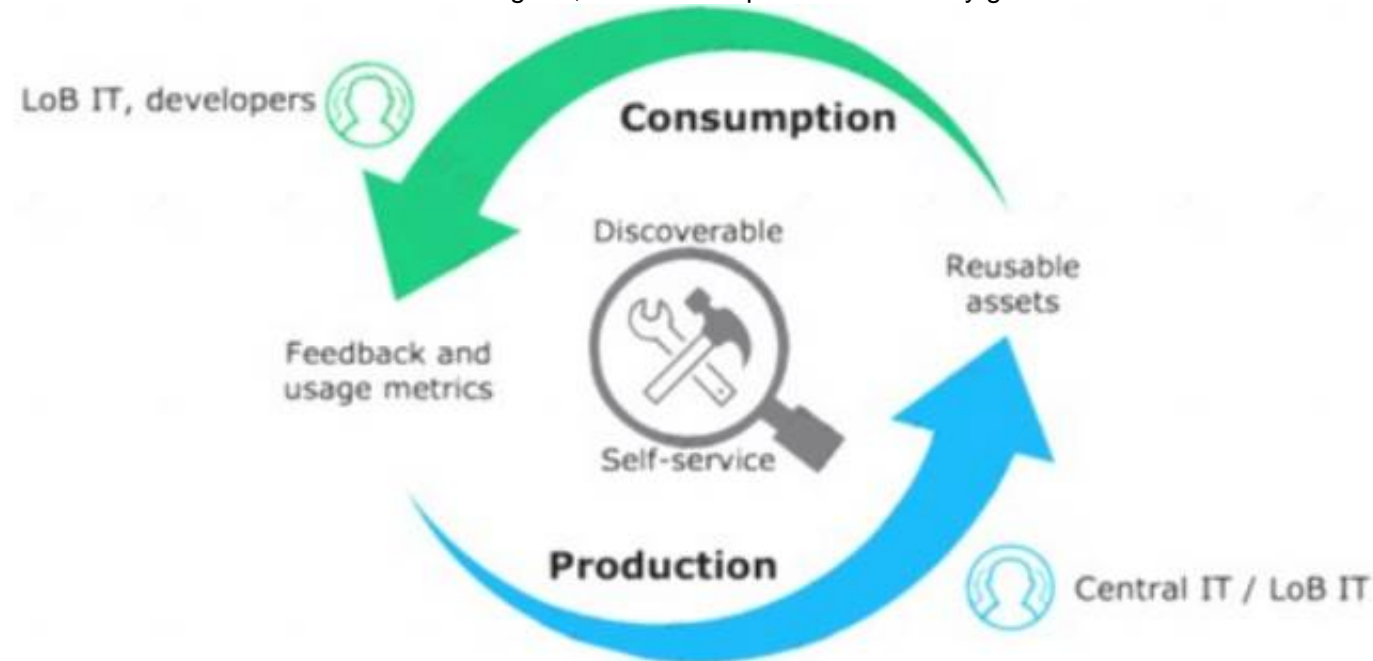 LoB IT, developers
Consumption
Discoverable
Reusable
assets
Feedback and
usage metrics
Self-service
Production
Central IT / LoB IT